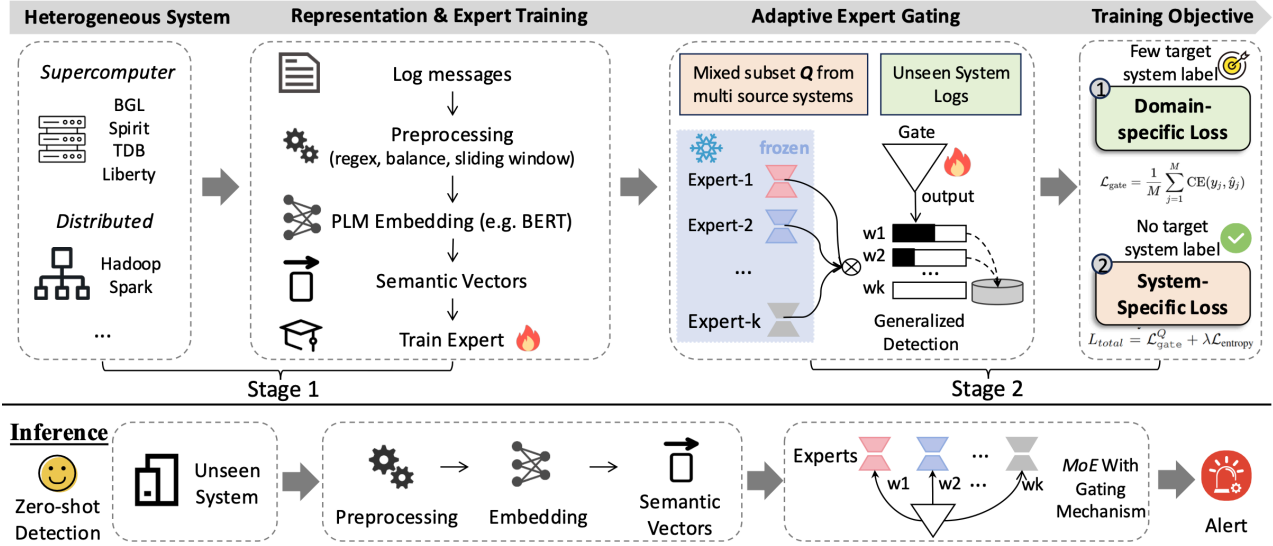 Heterogeneous System
Representation & Expert Training
Adaptive Expert Gating
Training Objective
Supercomputer
BGL
Spirit
TDB
Liberty
Distributed
Hadoop
Spark
...
Log messages
Preprocessing
(regex, balance, sliding window)
PLM Embedding (e.g. BERT)
Semantic Vectors
Train Expert
Mixed subset Q from
multi source systems
Unseen System
Logs
frozen
Expert-1
Expert-2
...
Expert-k
Gate
output
w1
w2
...
wk
Generalized
Detection
Few target
system label
1
Domain-
specific Loss
L_gate = 1/M ∑_{j=1}^{M} CE(y_j, ŷ_j)
No target
system label
2
System-
Specific Loss
L_total = L_gate^Q + λL_entropy
Stage 1
Stage 2
Inference
Zero-shot
Detection
Unseen
System
Preprocessing
Embedding
Semantic
Vectors
Experts
...
w1
w2
...
wk
MoE With
Gating
Mechanism
Alert